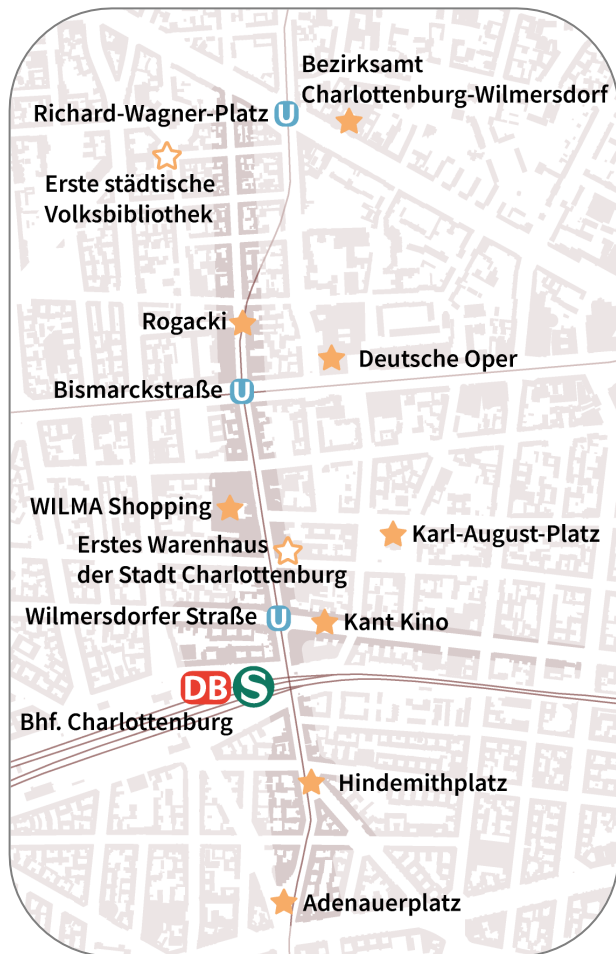 Bezirksamt
Charlottenburg-Wilmersdorf
Richard-Wagner-Platz U
Erste städtische
Volksbibliothek
Rogacki
Deutsche Oper
Bismarckstraße U
WILMA Shopping
Karl-August-Platz
Erstes Warenhaus
der Stadt Charlottenburg
Wilmersdorfer Straße U
Kant Kino
DB S
Bhf. Charlottenburg
Hindemithplatz
Adenauerplatz